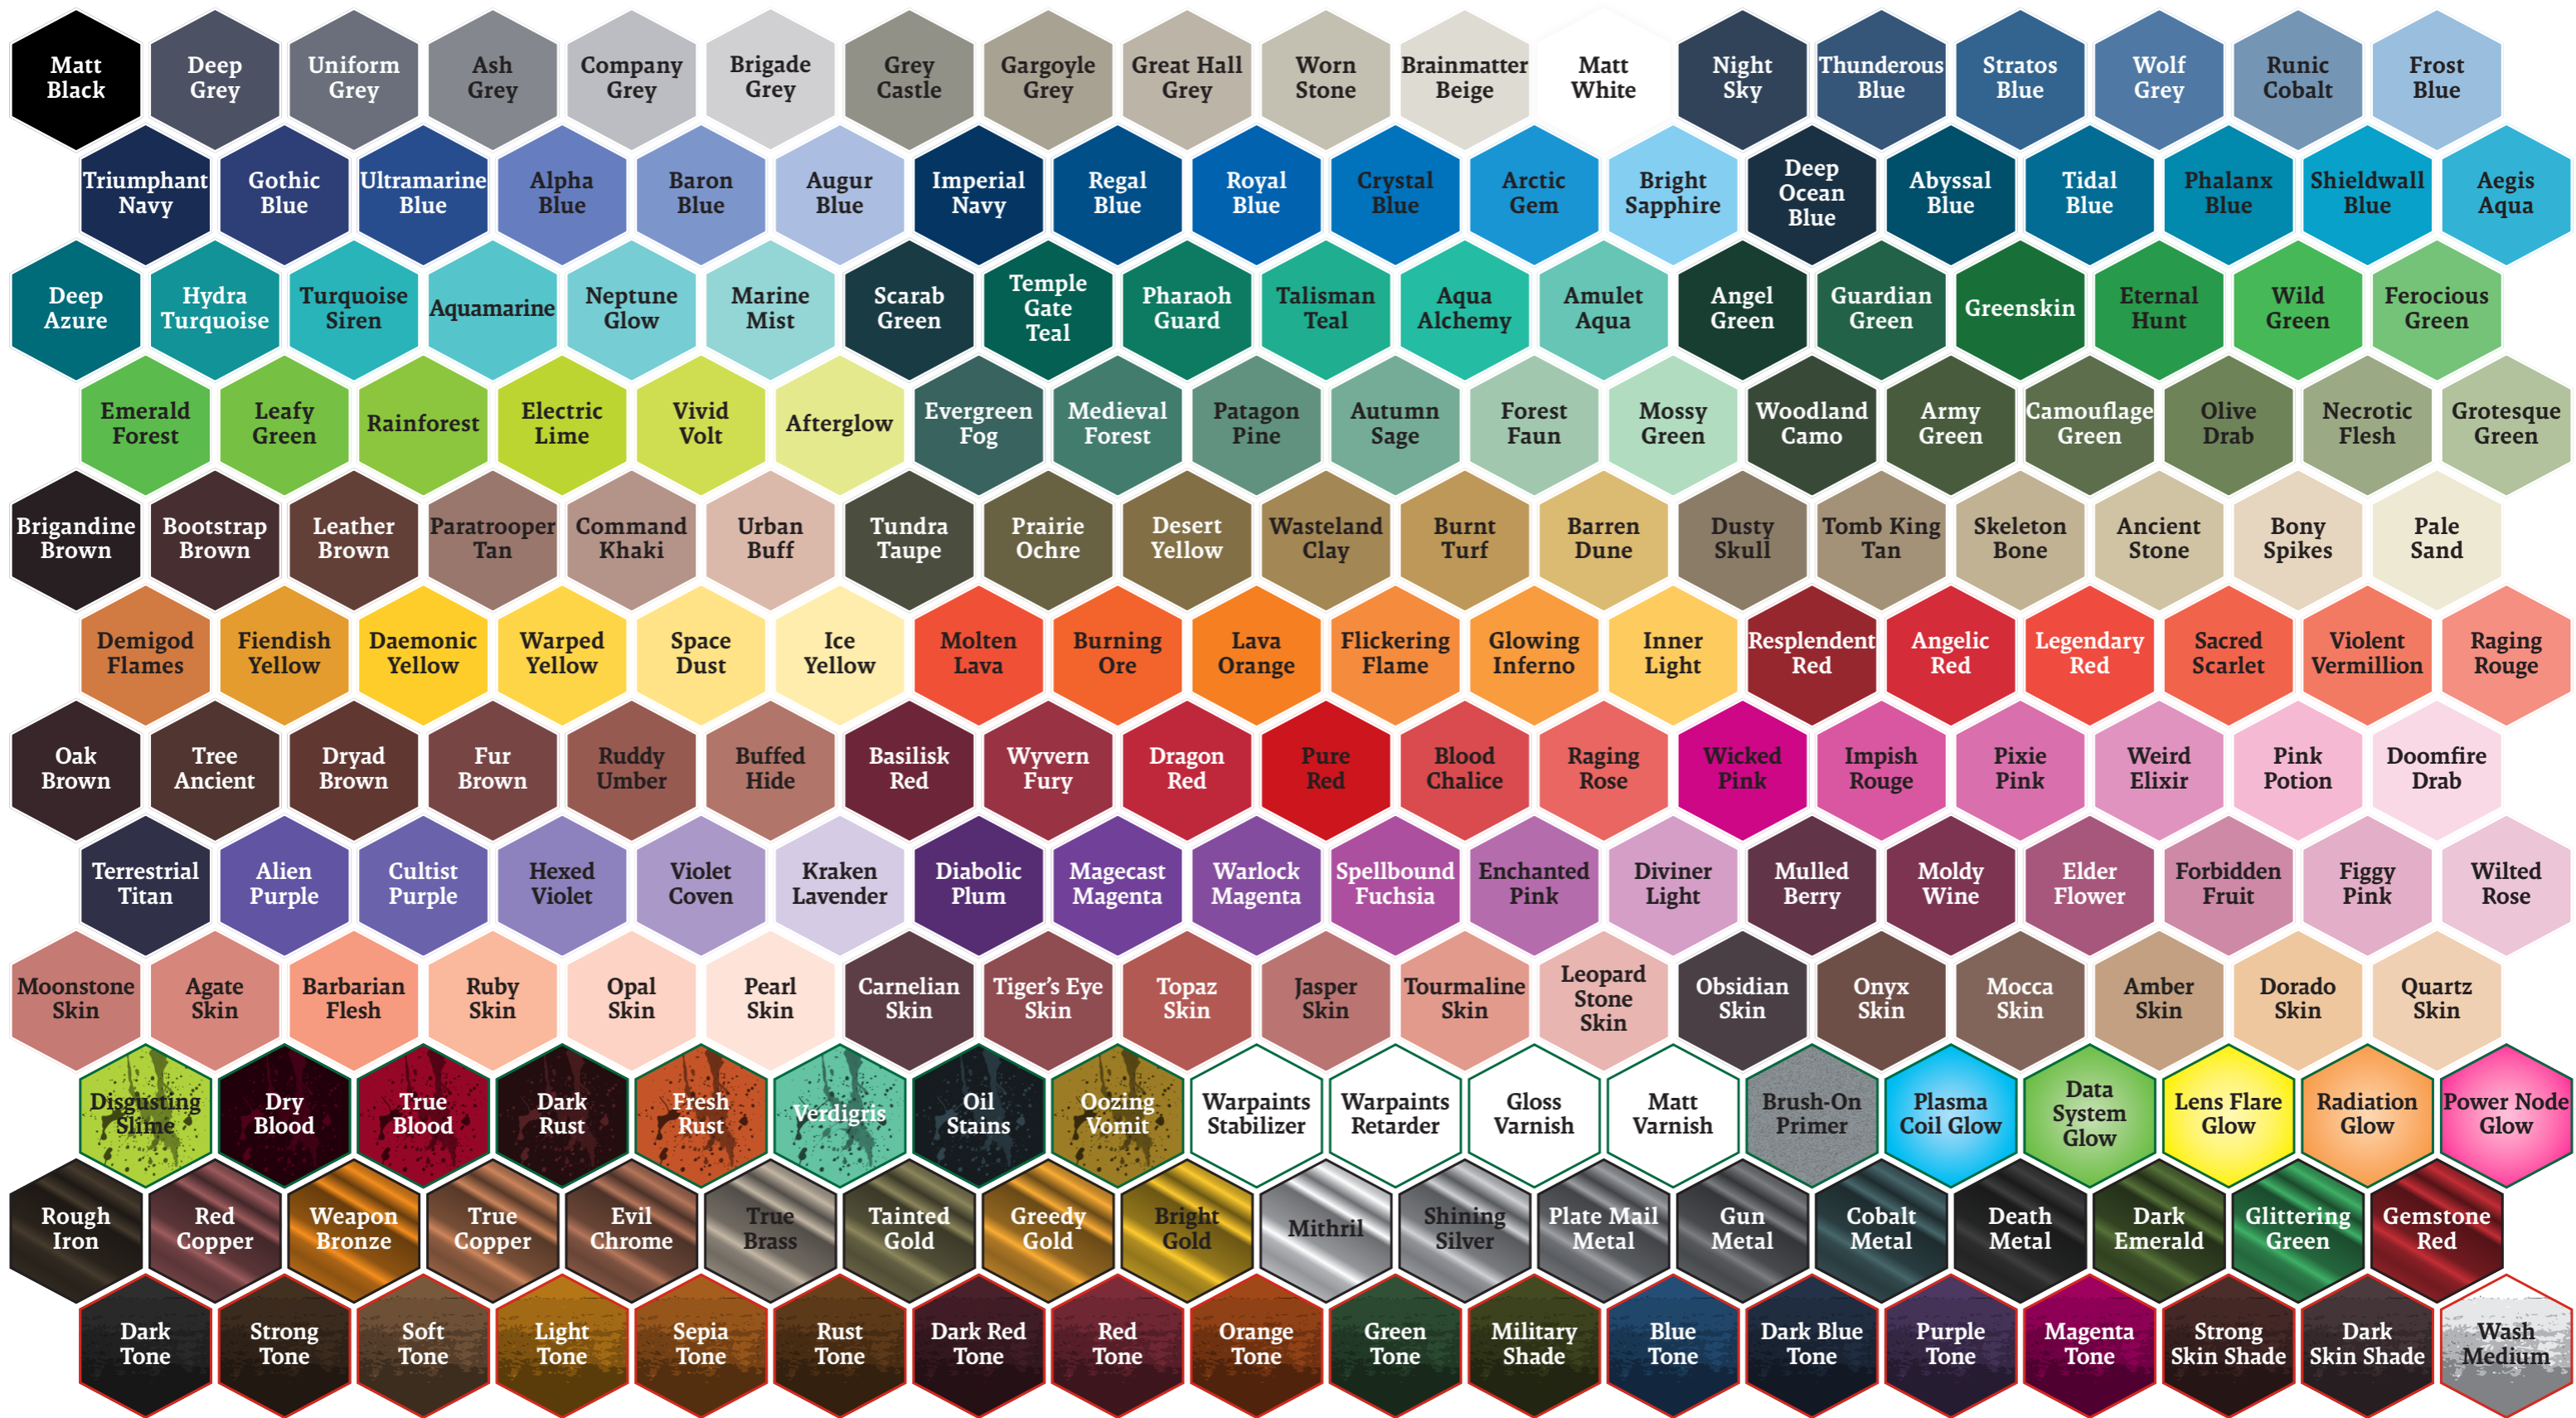 Matt
Black
Deep
Grey
Uniform
Grey
Ash
Grey
Company
Grey
Brigade
Grey
Grey
Castle
Gargoyle
Grey
Great Hall
Grey
Worn
Stone
Brainmatter
Beige
Matt
White
Night
Sky
Thunderous
Blue
Stratos
Blue
Wolf
Grey
Runic
Cobalt
Frost
Blue
Triumphant
Navy
Gothic
Blue
Ultramarine
Blue
Alpha
Blue
Baron
Blue
Augur
Blue
Imperial
Navy
Regal
Blue
Royal
Blue
Crystal
Blue
Arctic
Gem
Bright
Sapphire
Deep
Ocean
Blue
Abyssal
Blue
Tidal
Blue
Phalanx
Blue
Shieldwall
Blue
Aegis
Aqua
Deep
Azure
Hydra
Turquoise
Turquoise
Siren
Aquamarine
Neptune
Glow
Marine
Mist
Scarab
Green
Temple
Gate
Teal
Pharaoh
Guard
Talisman
Teal
Aqua
Alchemy
Amulet
Aqua
Angel
Green
Guardian
Green
Greenskin
Eternal
Hunt
Wild
Green
Ferocious
Green
Emerald
Forest
Leafy
Green
Rainforest
Electric
Lime
Vivid
Volt
Afterglow
Evergreen
Fog
Medieval
Forest
Patagon
Pine
Autumn
Sage
Forest
Faun
Mossy
Green
Woodland
Camo
Army
Green
Camouflage
Green
Olive
Drab
Necrotic
Flesh
Grotesque
Green
Brigandine
Brown
Bootstrap
Brown
Leather
Brown
Paratrooper
Tan
Command
Khaki
Urban
Buff
Tundra
Taupe
Prairie
Ochre
Desert
Yellow
Wasteland
Clay
Burnt
Turf
Barren
Dune
Dusty
Skull
Tomb King
Tan
Skeleton
Bone
Ancient
Stone
Bony
Spikes
Pale
Sand
Demigod
Flames
Fiendish
Yellow
Daemonic
Yellow
Warped
Yellow
Space
Dust
Ice
Yellow
Molten
Lava
Burning
Ore
Lava
Orange
Flickering
Flame
Glowing
Inferno
Inner
Light
Resplendent
Red
Angelic
Red
Legendary
Red
Sacred
Scarlet
Violent
Vermillion
Raging
Rouge
Oak
Brown
Tree
Ancient
Dryad
Brown
Fur
Brown
Ruddy
Umber
Buffed
Hide
Basilisk
Red
Wyvern
Fury
Dragon
Red
Pure
Red
Blood
Chalice
Raging
Rose
Wicked
Pink
Impish
Rouge
Pixie
Pink
Weird
Elixir
Pink
Potion
Doomfire
Drab
Terrestrial
Titan
Alien
Purple
Cultist
Purple
Hexed
Violet
Violet
Coven
Kraken
Lavender
Diabolic
Plum
Magecast
Magenta
Warlock
Magenta
Spellbound
Fuchsia
Enchanted
Pink
Diviner
Light
Mulled
Berry
Moldy
Wine
Elder
Flower
Forbidden
Fruit
Figgy
Pink
Wilted
Rose
Moonstone
Skin
Agate
Skin
Barbarian
Flesh
Ruby
Skin
Opal
Skin
Pearl
Skin
Carnelian
Skin
Tiger’s Eye
Skin
Topaz
Skin
Jasper
Skin
Tourmaline
Skin
Leopard
Stone
Skin
Obsidian
Skin
Onyx
Skin
Mocca
Skin
Amber
Skin
Dorado
Skin
Quartz
Skin
Disgusting
Slime
Dry
Blood
True
Blood
Dark
Rust
Fresh
Rust
Verdigris
Oil
Stains
Oozing
Vomit
Warpaints
Stabilizer
Warpaints
Retarder
Gloss
Varnish
Matt
Varnish
Brush-On
Primer
Plasma
Coil Glow
Data
System
Glow
Lens Flare
Glow
Radiation
Glow
Power Node
Glow
Rough
Iron
Red
Copper
Weapon
Bronze
True
Copper
Evil
Chrome
True
Brass
Tainted
Gold
Greedy
Gold
Bright
Gold
Mithril
Shining
Silver
Plate Mail
Metal
Gun
Metal
Cobalt
Metal
Death
Metal
Dark
Emerald
Glittering
Green
Gemstone
Red
Dark
Tone
Strong
Tone
Soft
Tone
Light
Tone
Sepia
Tone
Rust
Tone
Dark Red
Tone
Red
Tone
Orange
Tone
Green
Tone
Military
Shade
Blue
Tone
Dark Blue
Tone
Purple
Tone
Magenta
Tone
Strong
Skin Shade
Dark
Skin Shade
Wash
Medium